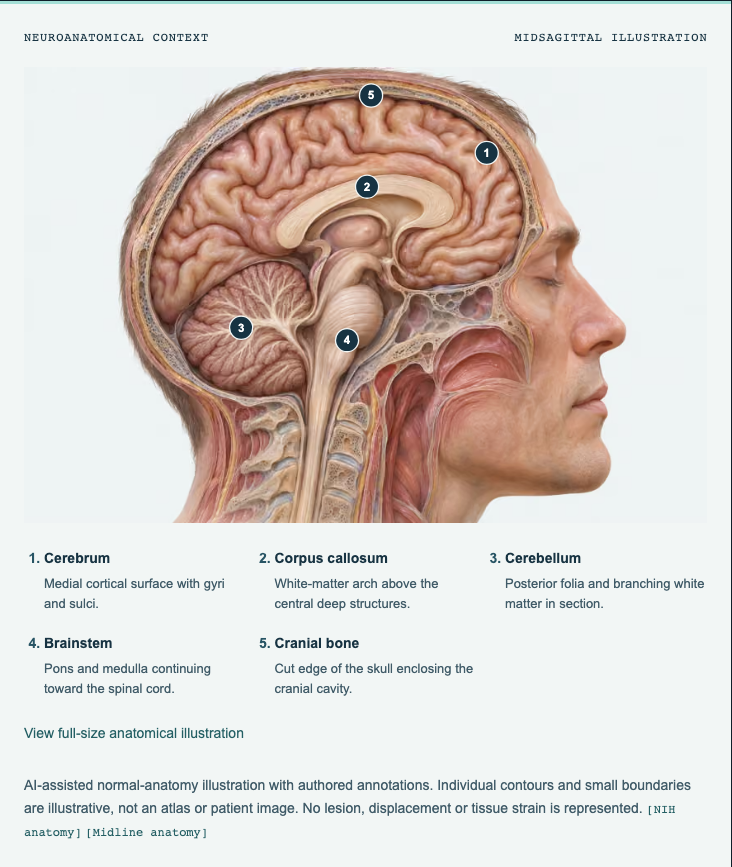 NEUROANATOMICAL CONTEXT
MIDSAGITTAL ILLUSTRATION
5
1
2
3
4
1. Cerebrum
Medial cortical surface with gyri
and sulci.
2. Corpus callosum
White-matter arch above the
central deep structures.
3. Cerebellum
Posterior folia and branching white
matter in section.
4. Brainstem
Pons and medulla continuing
toward the spinal cord.
5. Cranial bone
Cut edge of the skull enclosing the
cranial cavity.
View full-size anatomical illustration
AI-assisted normal-anatomy illustration with authored annotations. Individual contours and small boundaries
are illustrative, not an atlas or patient image. No lesion, displacement or tissue strain is represented. [NIH
anatomy] [Midline anatomy]